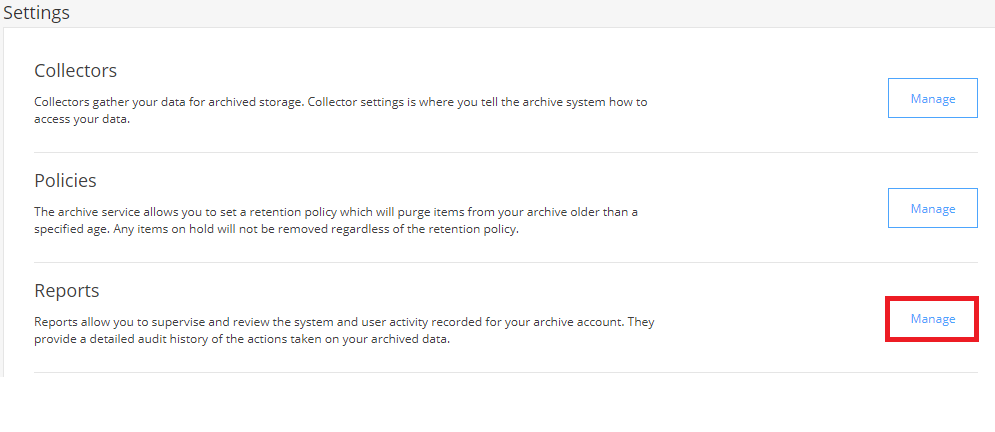 Settings
Collectors
Collectors gather your data for archived storage. Collector settings is where you tell the archive system how to
access your data.
Manage
Policies
The archive service allows you to set a retention policy which will purge items from your archive older than a
specified age. Any items on hold will not be removed regardless of the retention policy.
Manage
Reports
Reports allow you to supervise and review the system and user activity recorded for your archive account. They
provide a detailed audit history of the actions taken on your archived data.
Manage